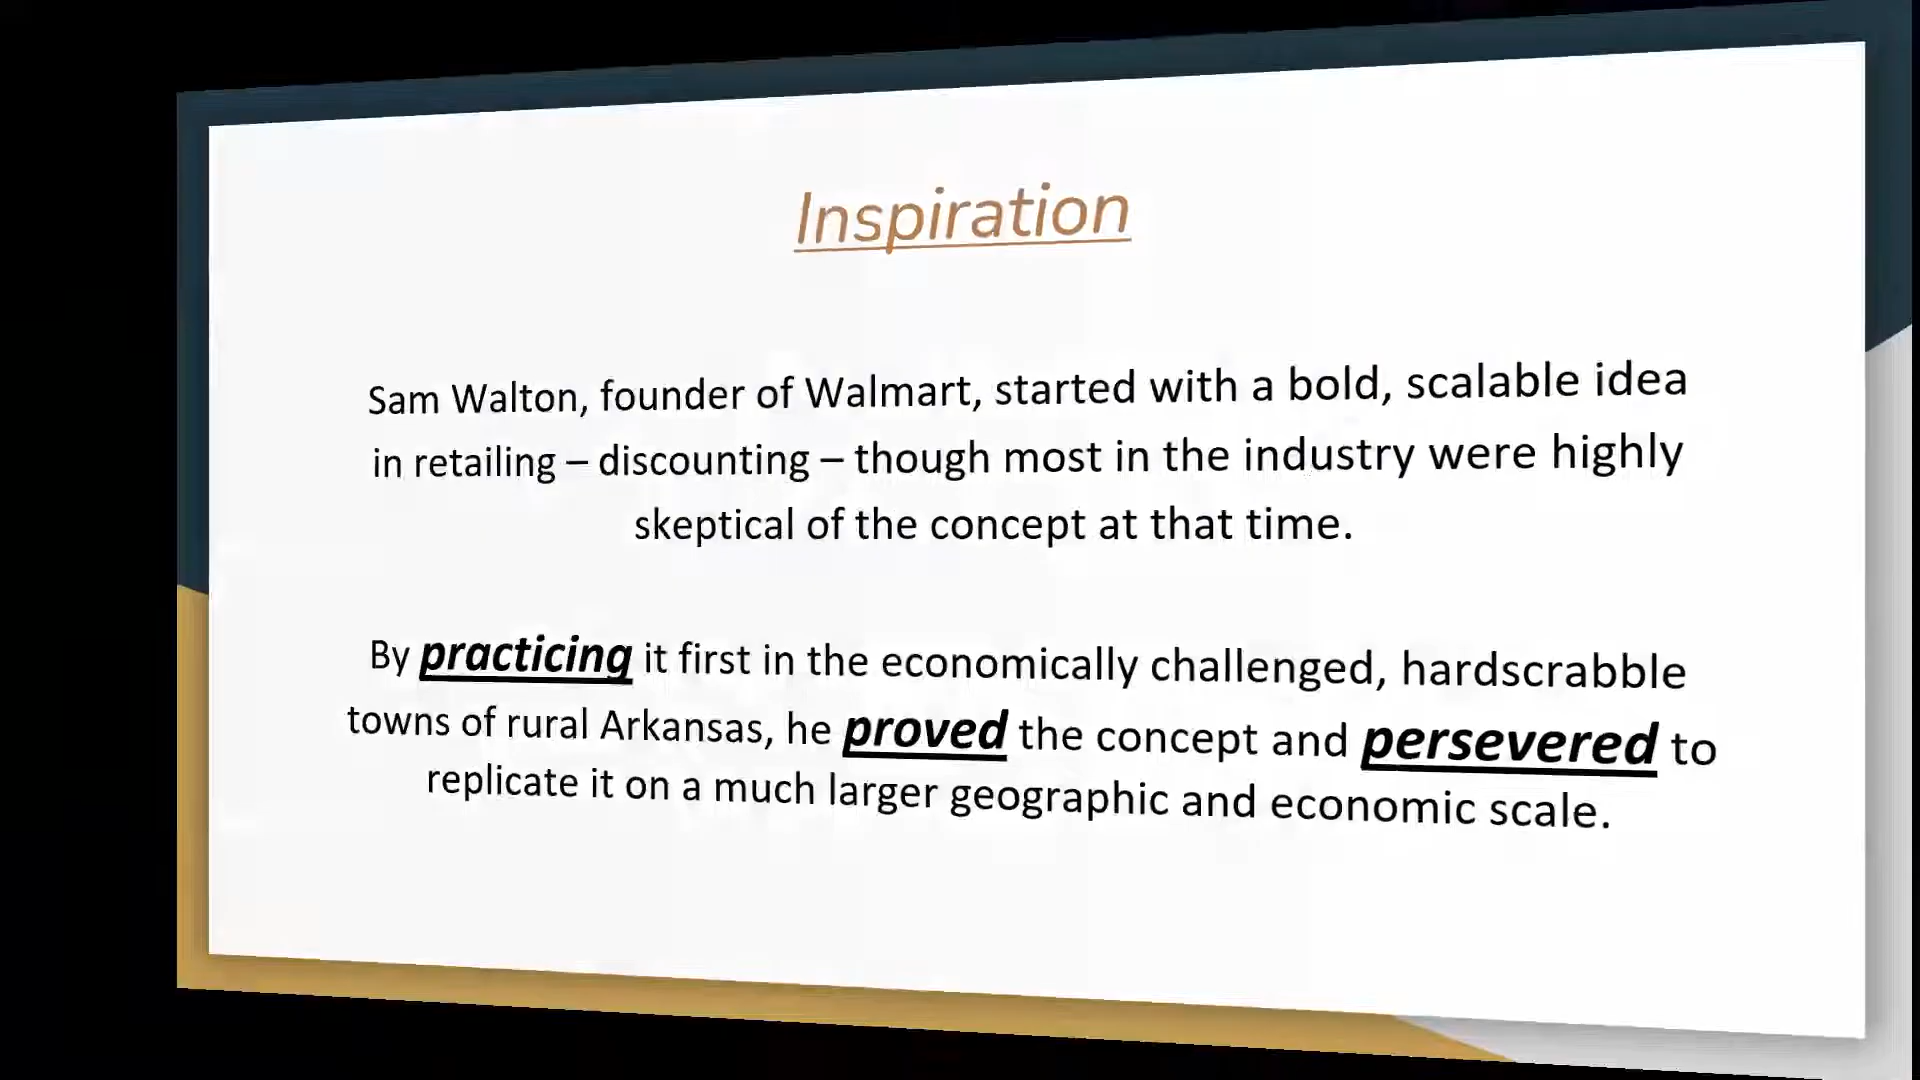 Inspiration
Sam Walton, founder of Walmart, started with a bold, scalable idea
in retailing – discounting – though most in the industry were highly
skeptical of the concept at that time.
By practicing it first in the economically challenged, hardscrabble
towns of rural Arkansas, he proved the concept and persevered to
replicate it on a much larger geographic and economic scale.